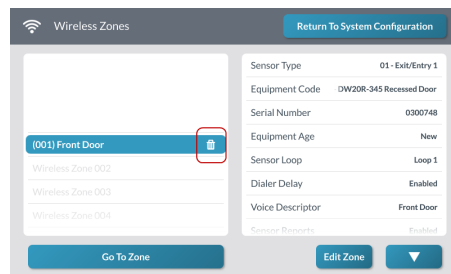 Wireless Zones
Return To System Configuration
(001) Front Door
Wireless Zone 002
Wireless Zone 003
Wireless Zone 004
Go To Zone
Sensor Type 01 - Exit/Entry 1
Equipment Code DW20R-345 Recessed Door
Serial Number 0300748
Equipment Age New
Sensor Loop Loop 1
Dialer Delay Enabled
Voice Descriptor Front Door
Sensor Reports Enabled
Edit Zone